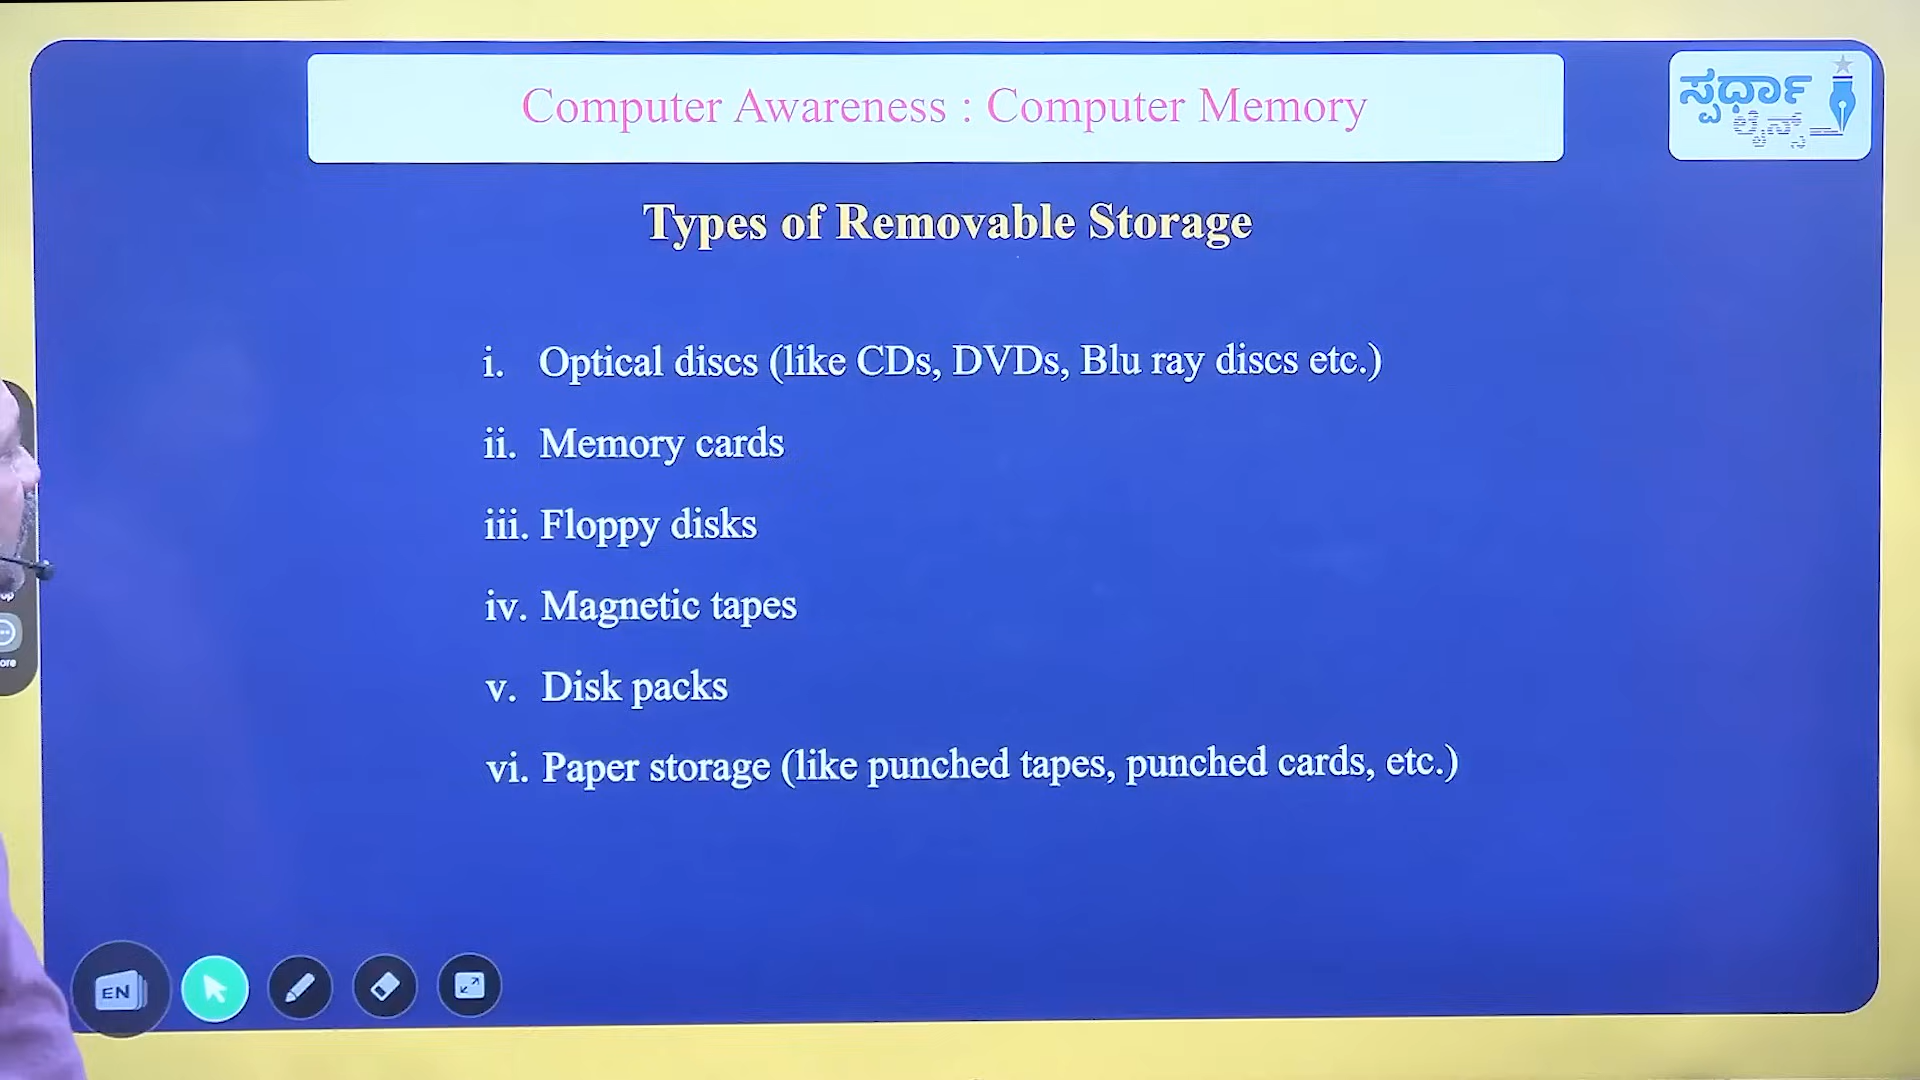 Computer Awareness : Computer Memory
ಸ್ಪರ್ಧಾ
Types of Removable Storage
i. Optical discs (like CDs, DVDs, Blu ray discs etc.)
ii. Memory cards
iii. Floppy disks
iv. Magnetic tapes
v. Disk packs
vi. Paper storage (like punched tapes, punched cards, etc.)
ore
EN